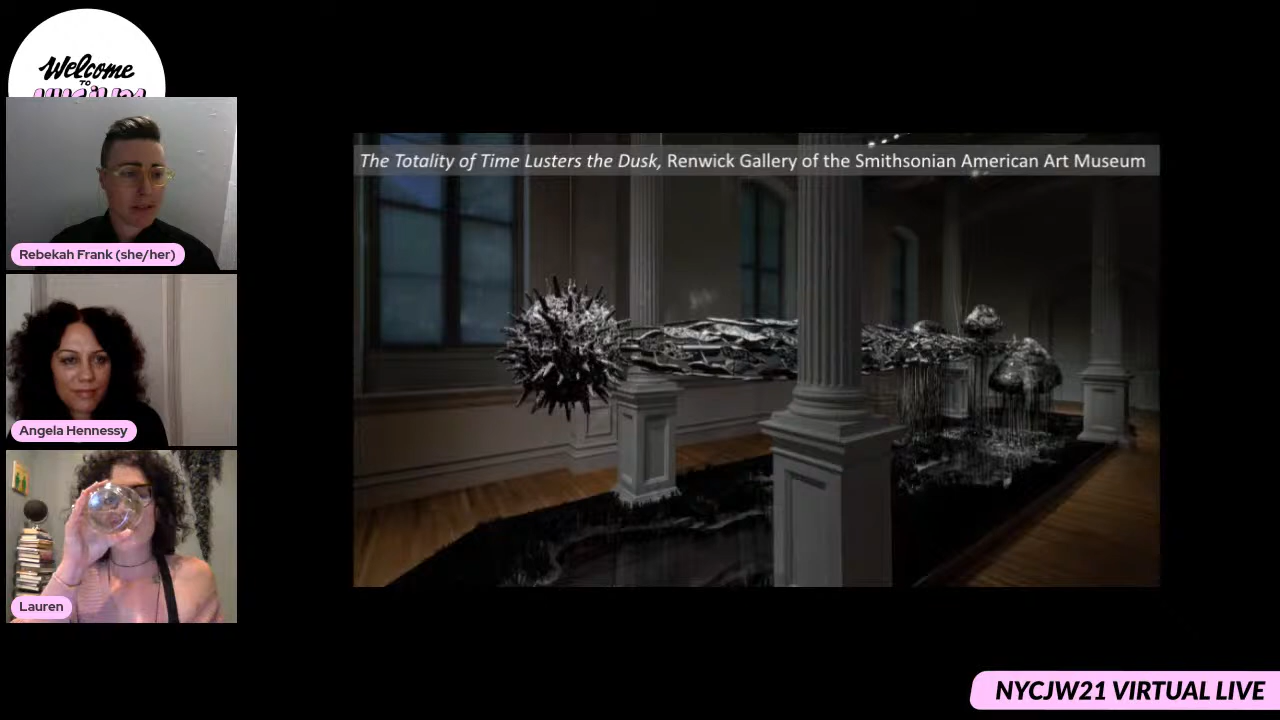 Welcome
TO
Rebekah Frank (she/her)
Angela Hennessy
Lauren
The Totality of Time Lusters the Dusk, Renwick Gallery of the Smithsonian American Art Museum
NYCJW21 VIRTUAL LIVE